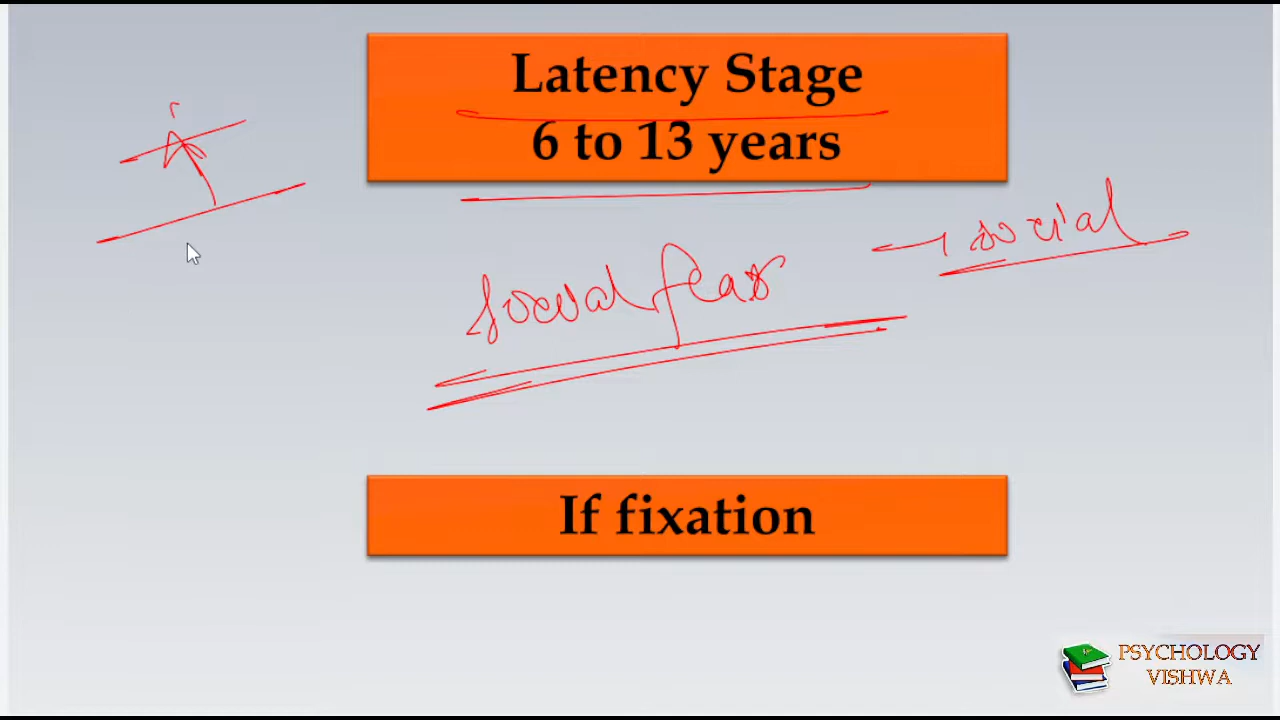 Latency Stage
6 to 13 years
social
social fear
If fixation
PSYCHOLOGY
VISHWA